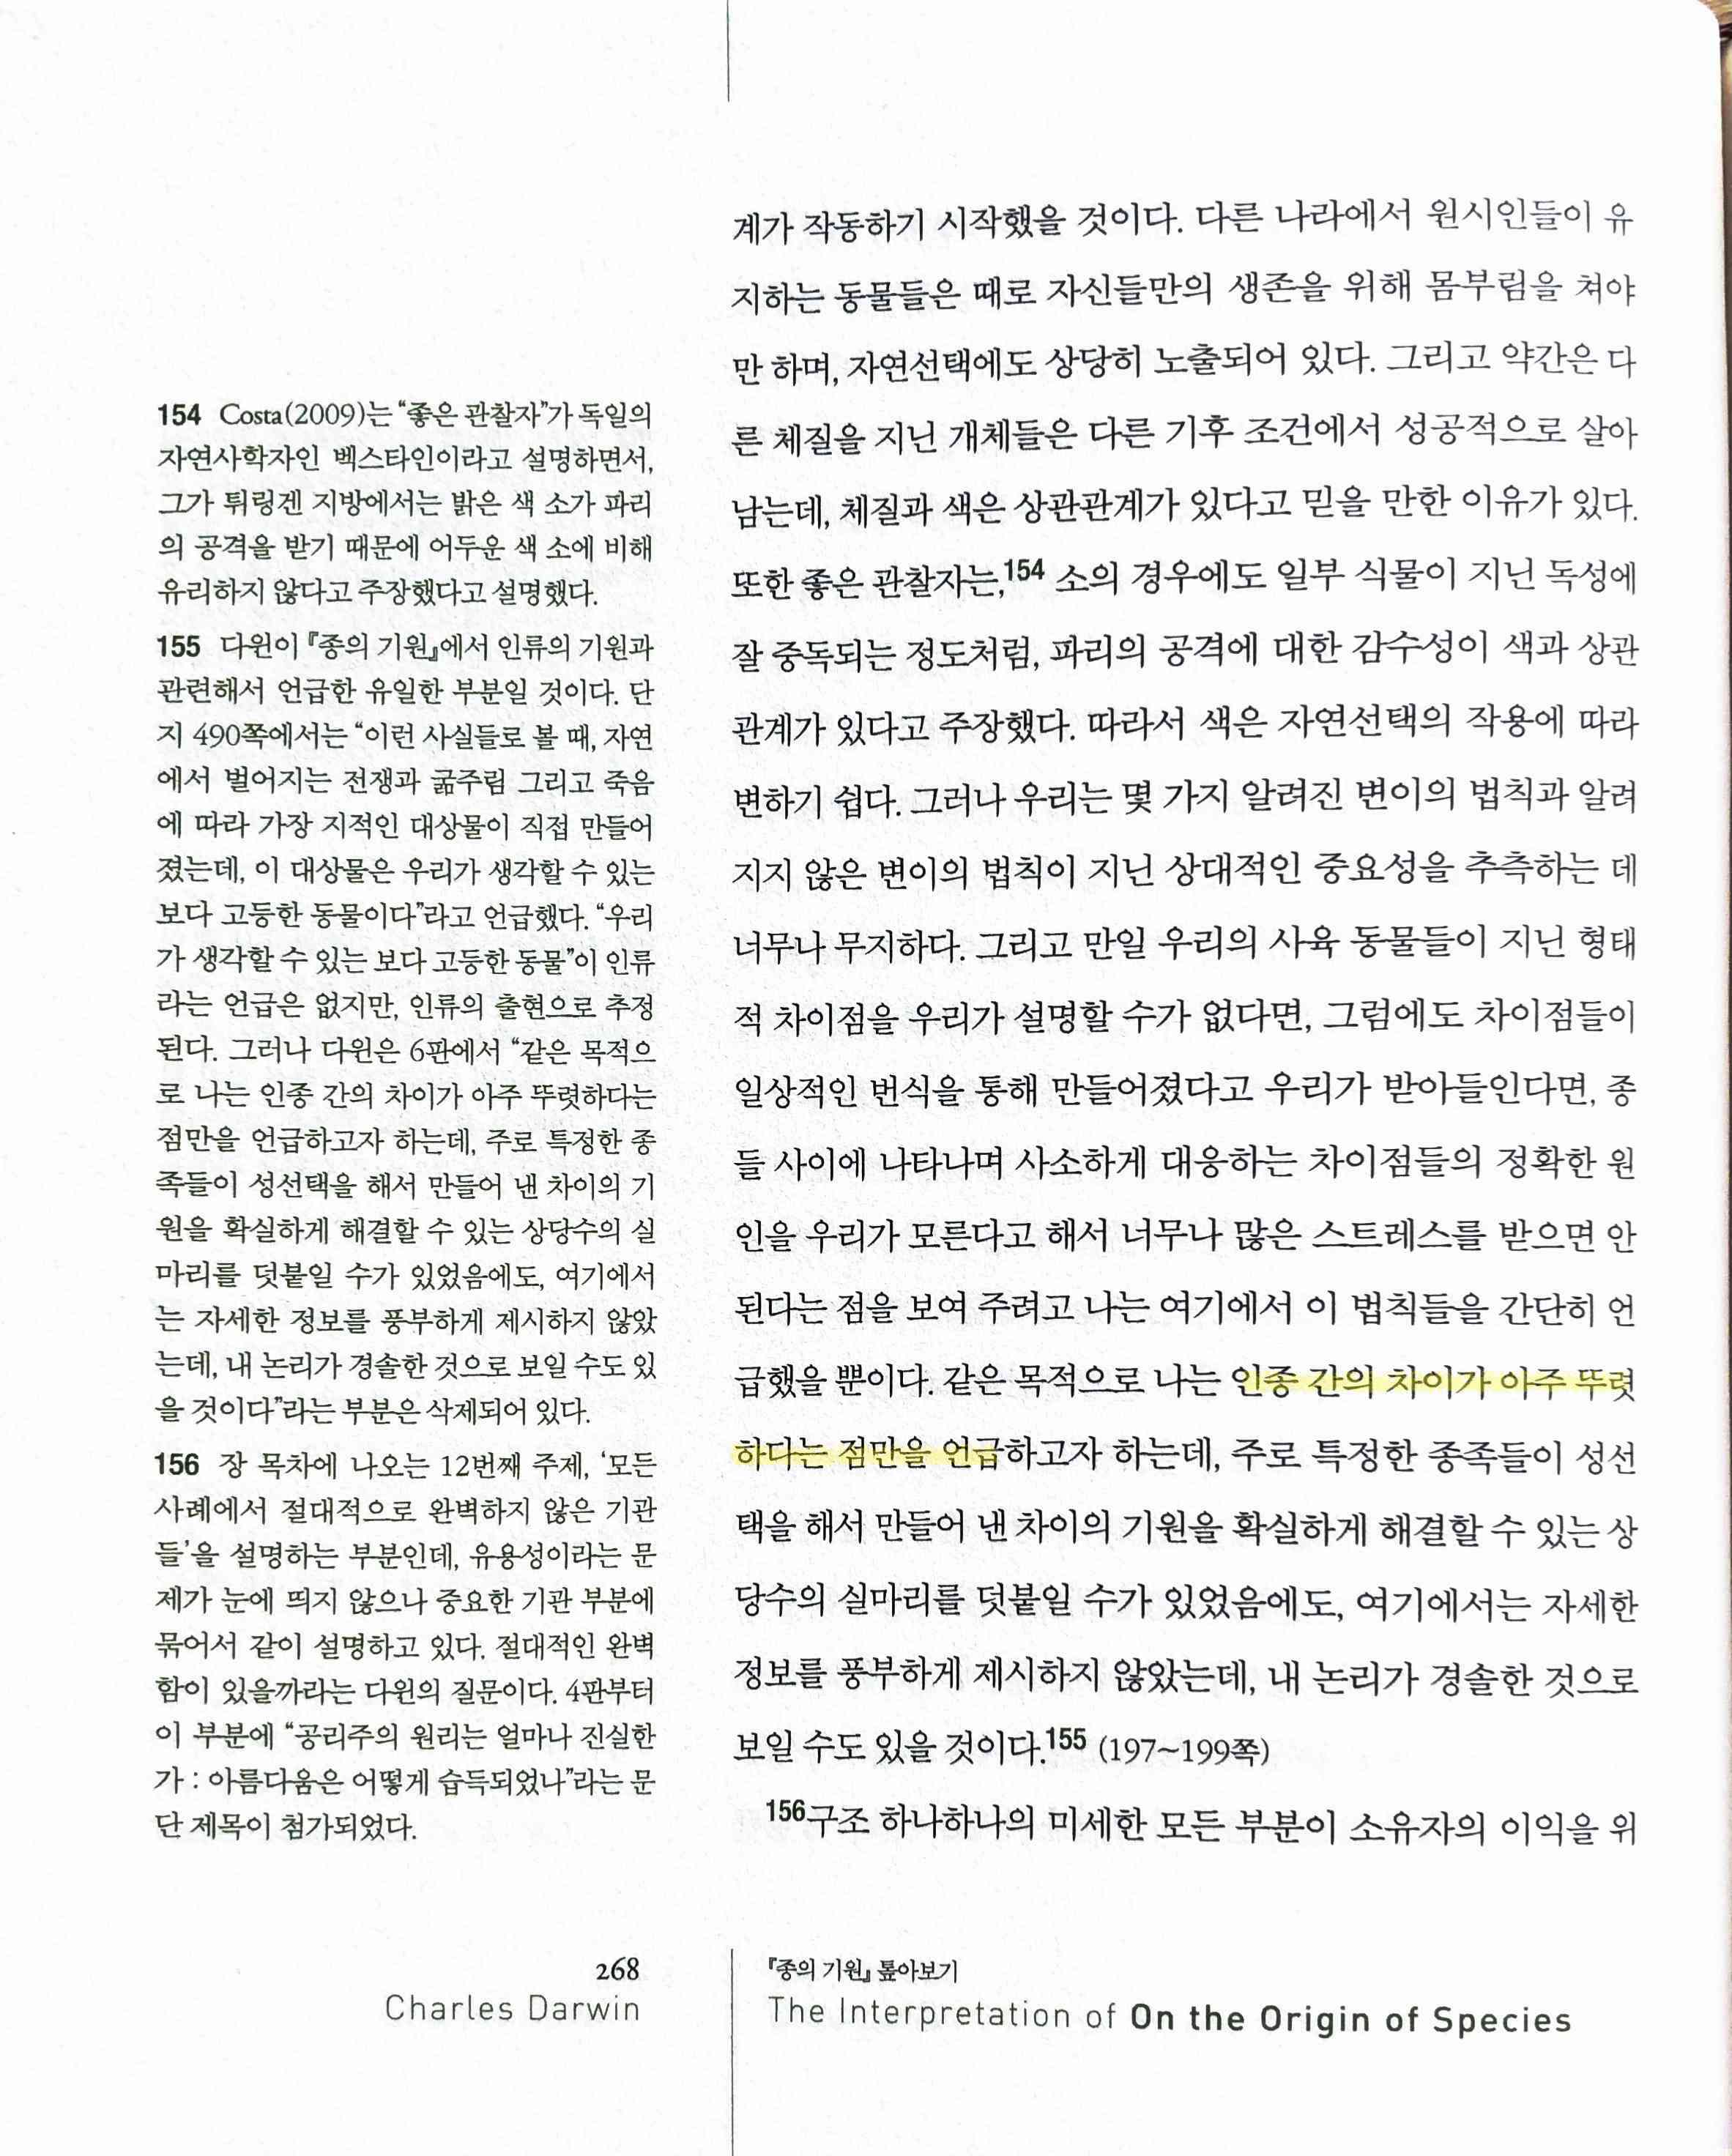 계가 작동하기 시작했을 것이다. 다른 나라에서 원시인들이 유
지하는 동물들은 때로 자신들만의 생존을 위해 몸부림을 쳐야
만 하며, 자연선택에도 상당히 노출되어 있다. 그리고 약간은 다
른 체질을 지닌 개체들은 다른 기후 조건에서 성공적으로 살아
남는데, 체질과 색은 상관관계가 있다고 믿을 만한 이유가 있다.
또한 좋은 관찰자는,154 소의 경우에도 일부 식물이 지닌 독성에
잘 중독되는 정도처럼, 파리의 공격에 대한 감수성이 색과 상관
관계가 있다고 주장했다. 따라서 색은 자연선택의 작용에 따라
변하기 쉽다. 그러나 우리는 몇 가지 알려진 변이의 법칙과 알려
지지 않은 변이의 법칙이 지닌 상대적인 중요성을 추측하는 데
너무나 무지하다. 그리고 만일 우리의 사육 동물들이 지닌 형태
적 차이점을 우리가 설명할 수가 없다면, 그럼에도 차이점들이
일상적인 번식을 통해 만들어졌다고 우리가 받아들인다면, 종
들 사이에 나타나며 사소하게 대응하는 차이점들의 정확한 원
인을 우리가 모른다고 해서 너무나 많은 스트레스를 받으면 안
된다는 점을 보여 주려고 나는 여기에서 이 법칙들을 간단히 언
급했을 뿐이다. 같은 목적으로 나는 인종 간의 차이가 아주 뚜렷
하다는 점만을 언급하고자 하는데, 주로 특정한 종족들이 성선
택을 해서 만들어 낸 차이의 기원을 확실하게 해결할 수 있는 상
당수의 실마리를 덧붙일 수가 있었음에도, 여기에서는 자세한
정보를 풍부하게 제시하지 않았는데, 내 논리가 경솔한 것으로
보일 수도 있을 것이다.155 (197~199쪽)
156구조 하나하나의 미세한 모든 부분이 소유자의 이익을 위
154 Costa(2009)는 “좋은 관찰자”가 독일의
자연사학자인 벡스타인이라고 설명하면서,
그가 튀링겐 지방에서는 밝은 색 소가 파리
의 공격을 받기 때문에 어두운 색 소에 비해
유리하지 않다고 주장했다고 설명했다.
155 다윈이 『종의 기원』에서 인류의 기원과
관련해서 언급한 유일한 부분일 것이다. 단
지 490쪽에서는 “이런 사실들로 볼 때, 자연
에서 벌어지는 전쟁과 굶주림 그리고 죽음
에 따라 가장 지적인 대상물이 직접 만들어
졌는데, 이 대상물은 우리가 생각할 수 있는
보다 고등한 동물이다”라고 언급했다. “우리
가 생각할 수 있는 보다 고등한 동물”이 인류
라는 언급은 없지만, 인류의 출현으로 추정
된다. 그러나 다윈은 6판에서 “같은 목적으
로 나는 인종 간의 차이가 아주 뚜렷하다는
점만을 언급하고자 하는데, 주로 특정한 종
족들이 성선택을 해서 만들어 낸 차이의 기
원을 확실하게 해결할 수 있는 상당수의 실
마리를 덧붙일 수가 있었음에도, 여기에서
는 자세한 정보를 풍부하게 제시하지 않았
는데, 내 논리가 경솔한 것으로 보일 수도 있
을 것이다”라는 부분은 삭제되어 있다.
156 장 목차에 나오는 12번째 주제, ‘모든
사례에서 절대적으로 완벽하지 않은 기관
들’을 설명하는 부분인데, 유용성이라는 문
제가 눈에 띄지 않으나 중요한 기관 부분에
묶어서 같이 설명하고 있다. 절대적인 완벽
함이 있을까라는 다윈의 질문이다. 4판부터
이 부분에 “공리주의 원리는 얼마나 진실한
가 : 아름다움은 어떻게 습득되었나”라는 문
단 제목이 첨가되었다.
268
Charles Darwin
『종의 기원』 톺아보기
The Interpretation of On the Origin of Species